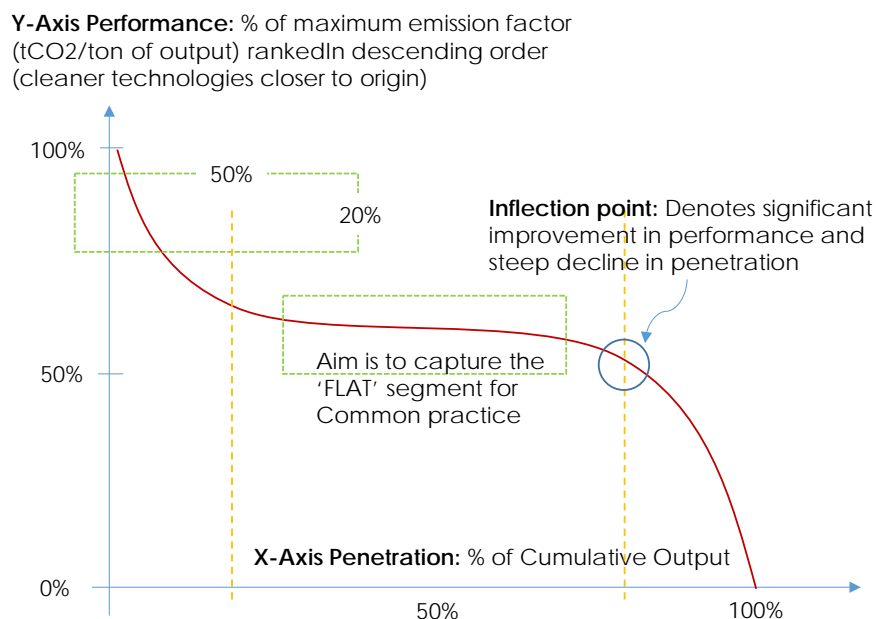 Y-Axis Performance: % of maximum emission factor
(tCO2/ton of output) rankedIn descending order
(cleaner technologies closer to origin)
100%
50%
20%
Inflection point: Denotes significant
improvement in performance and
steep decline in penetration
Aim is to capture the
‘FLAT’ segment for
Common practice
50%
X-Axis Penetration: % of Cumulative Output
0%
50%
100%